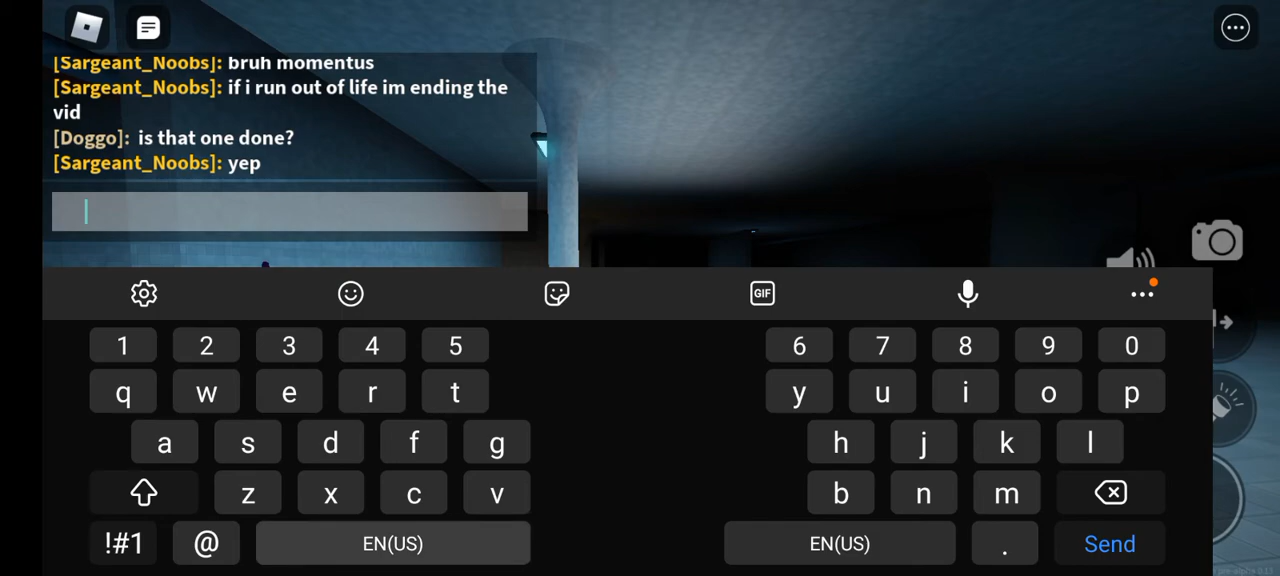 [Sargeant_Noobs]: bruh momentus
[Sargeant_Noobs]: if i run out of life im ending the
vid
[Doggo]: is that one done?
[Sargeant_Noobs]: yep
GIF
1 2 3 4 5 6 7 8 9 0
q w e r t y u i o p
a s d f g h j k l
z x c v b n m
!#1 @ EN(US) EN(US) . Send